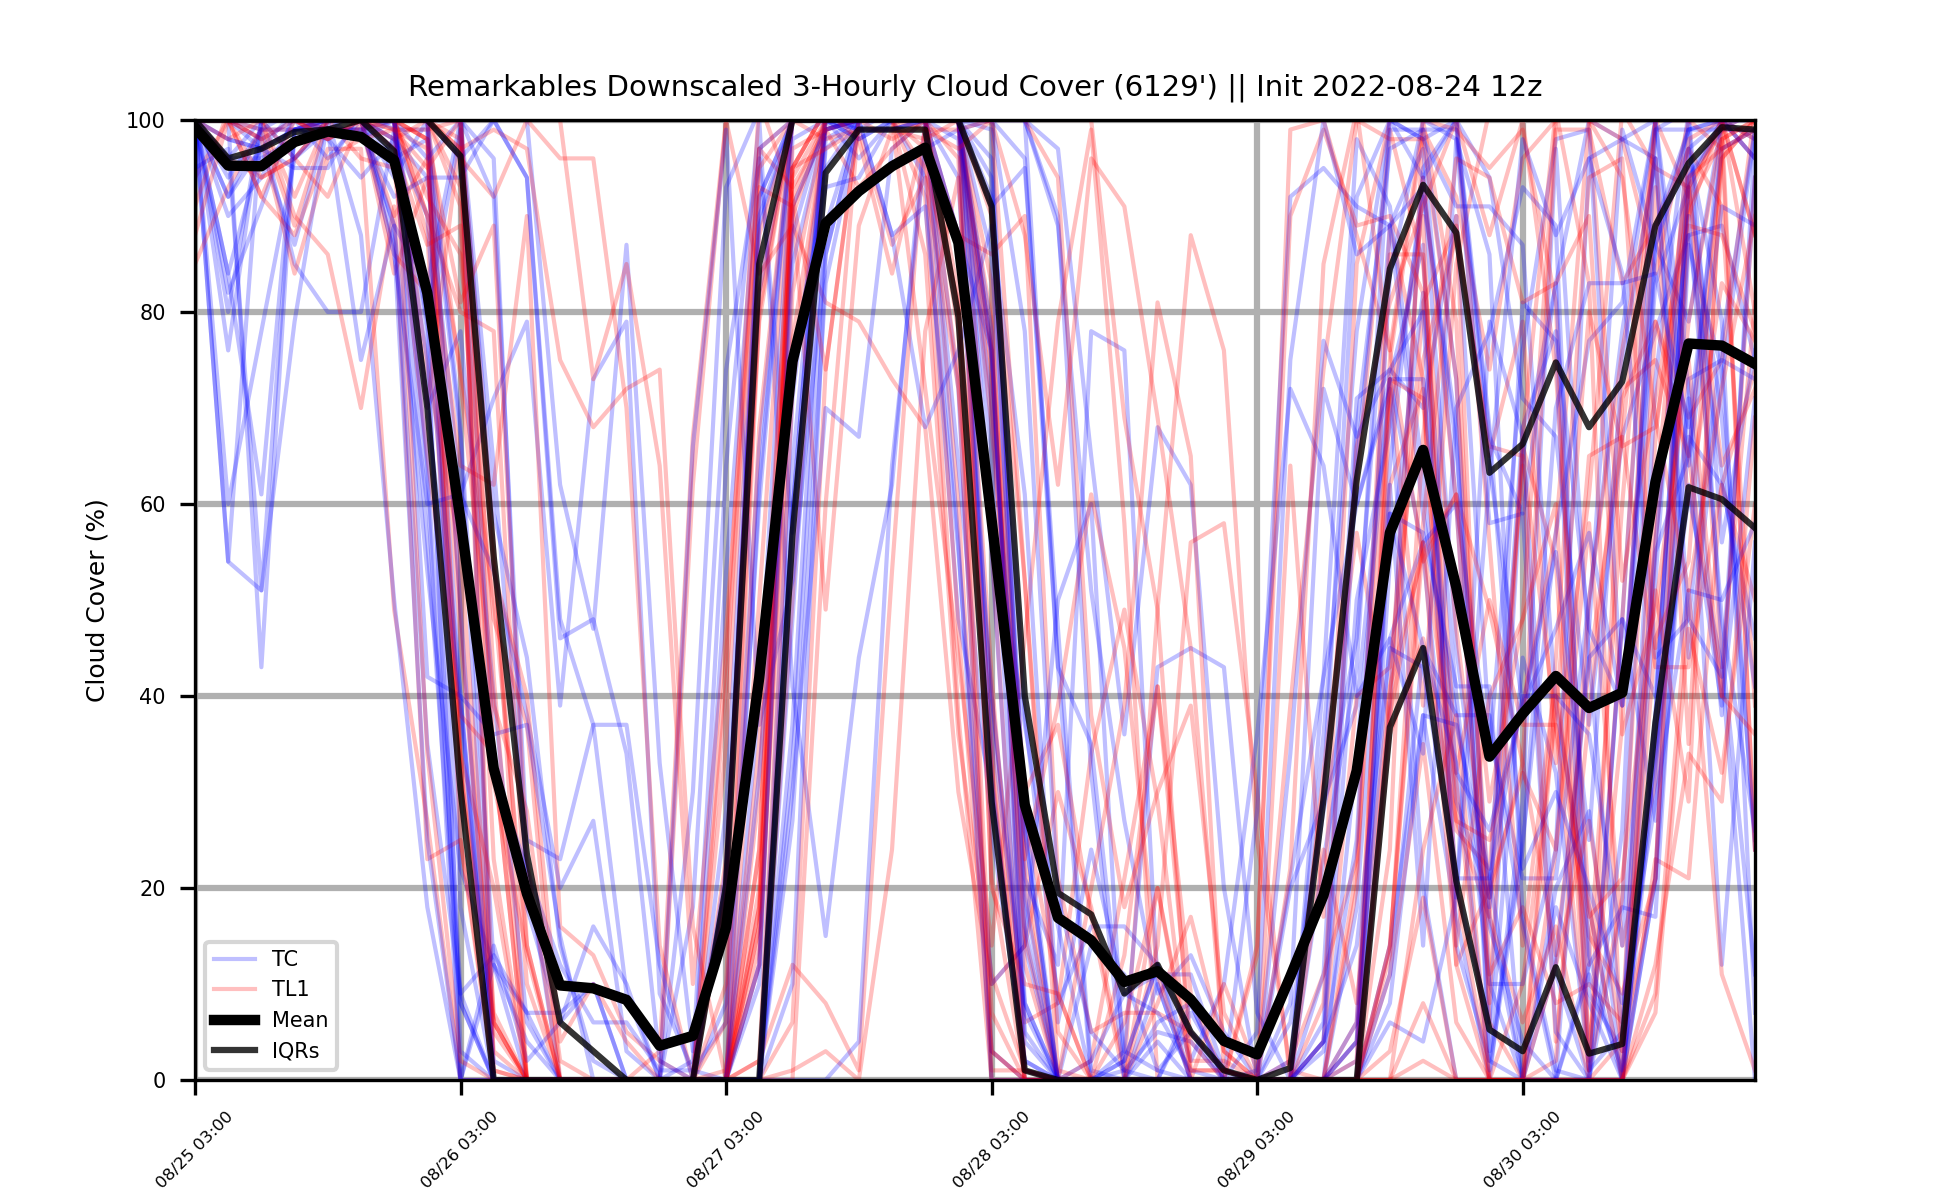 Remarkables Downscaled 3-Hourly Cloud Cover (6129') || Init 2022-08-24 12z
Cloud Cover (%)
100
80
60
40
20
0
TC
TL1
Mean
IQRs
08/25 03:00
08/26 03:00
08/27 03:00
08/28 03:00
08/29 03:00
08/30 03:00